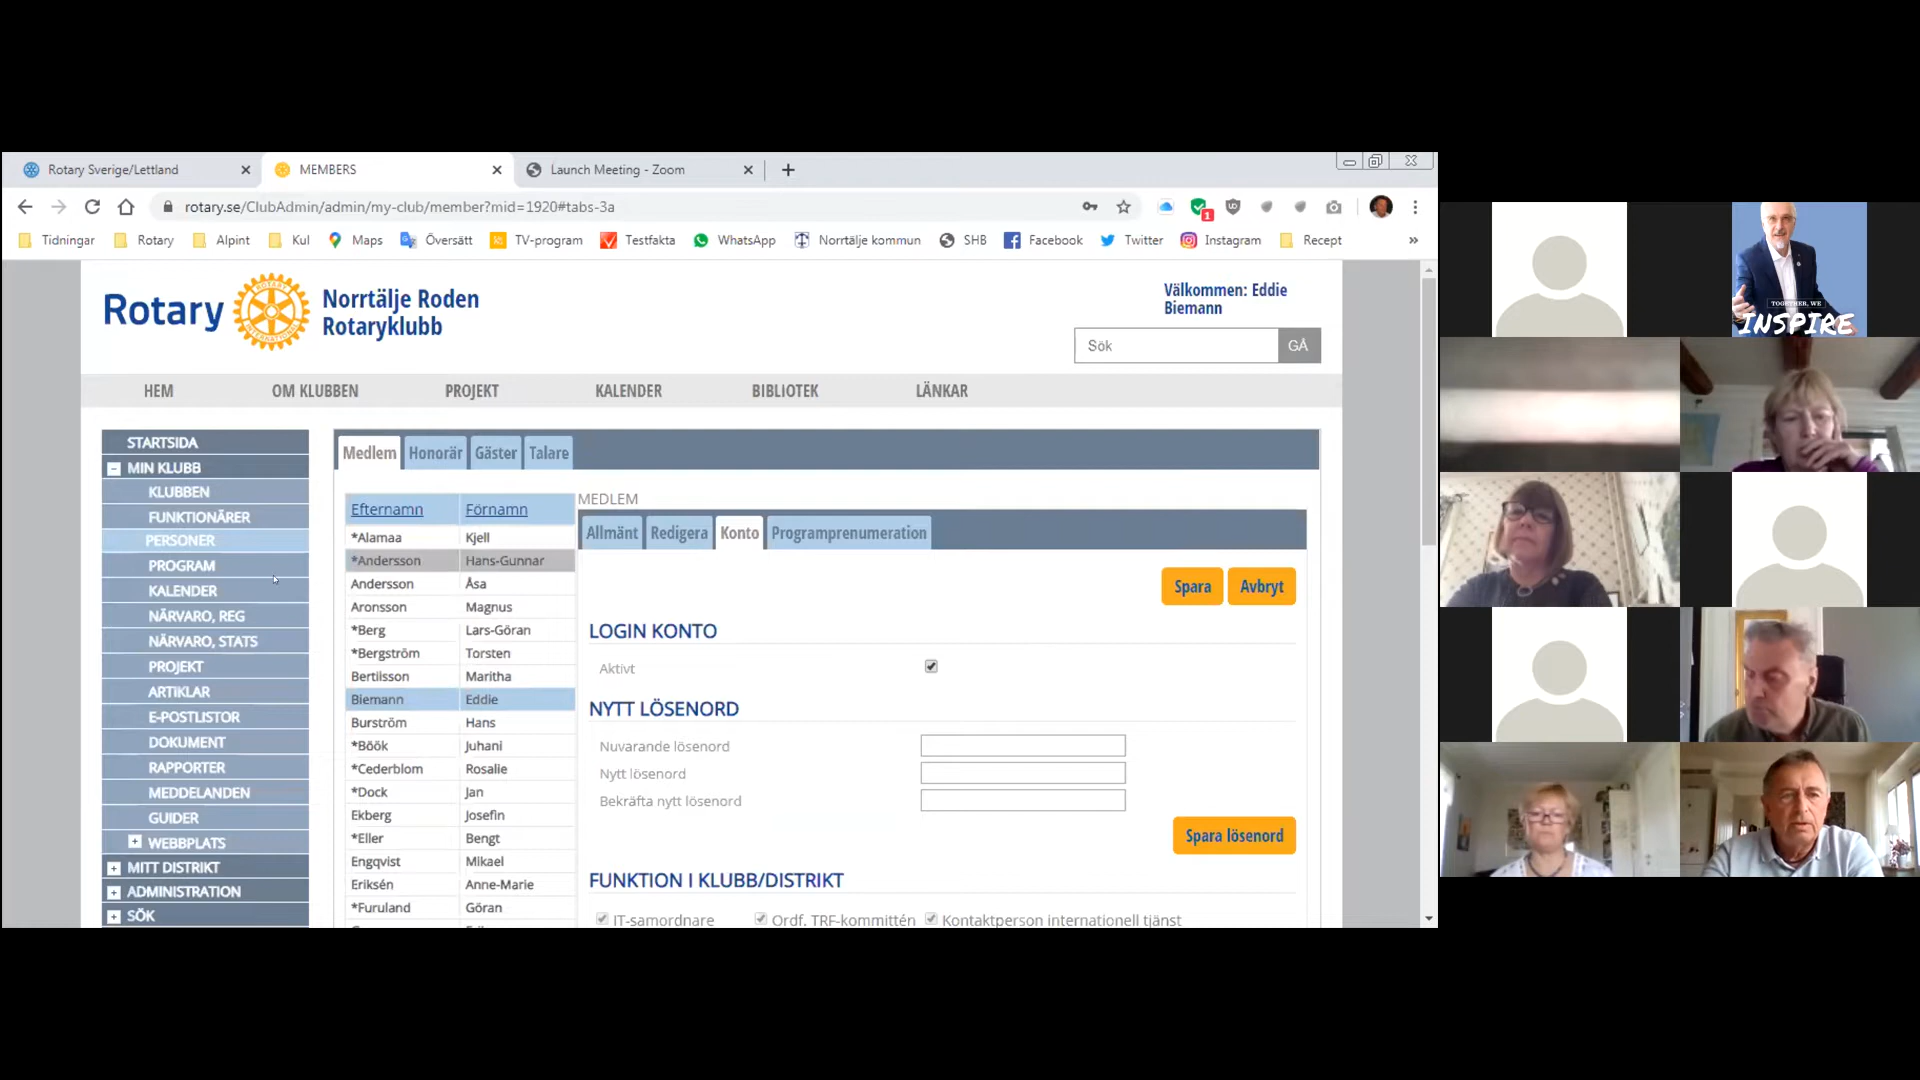 Rotary Sverige/Lettland
MEMBERS
Launch Meeting - Zoom
rotary.se/ClubAdmin/admin/my-club/member?mid=1920#tabs-3a
1
Tidningar Rotary Alpint Kul Maps Översätt TV-program Testfakta WhatsApp Norrtälje kommun SHB Facebook Twitter Instagram Recept »
Rotary
Norrtälje Roden
Rotaryklubb
Välkommen: Eddie
Biemann
Sök GÅ
HEM OM KLUBBEN PROJEKT KALENDER BIBLIOTEK LÄNKAR
STARTSIDA
MIN KLUBB
KLUBBEN
FUNKTIONÄRER
PERSONER
PROGRAM
KALENDER
NÄRVARO, REG
NÄRVARO, STATS
PROJEKT
ARTIKLAR
E-POSTLISTOR
DOKUMENT
RAPPORTER
MEDDELANDEN
GUIDER
WEBBPLATS
MITT DISTRIKT
ADMINISTRATION
SÖK
Medlem Honorär Gäster Talare
Efternamn Förnamn
*Alamaa Kjell
*Andersson Hans-Gunnar
Andersson Åsa
Aronsson Magnus
*Berg Lars-Göran
*Bergström Torsten
Bertilsson Maritha
Biemann Eddie
Burström Hans
*Böök Juhani
*Cederblom Rosalie
*Dock Jan
Ekberg Josefin
*Eller Bengt
Engqvist Mikael
Eriksén Anne-Marie
*Furuland Göran
MEDLEM
Allmänt Redigera Konto Programprenumeration
Spara Avbryt
LOGIN KONTO
Aktivt
NYTT LÖSENORD
Nuvarande lösenord
Nytt lösenord
Bekräfta nytt lösenord
Spara lösenord
FUNKTION I KLUBB/DISTRIKT
IT-samordnare Ordf. TRF-kommittén Kontaktperson internationell tjänst
TOGETHER, WE
INSPIRE